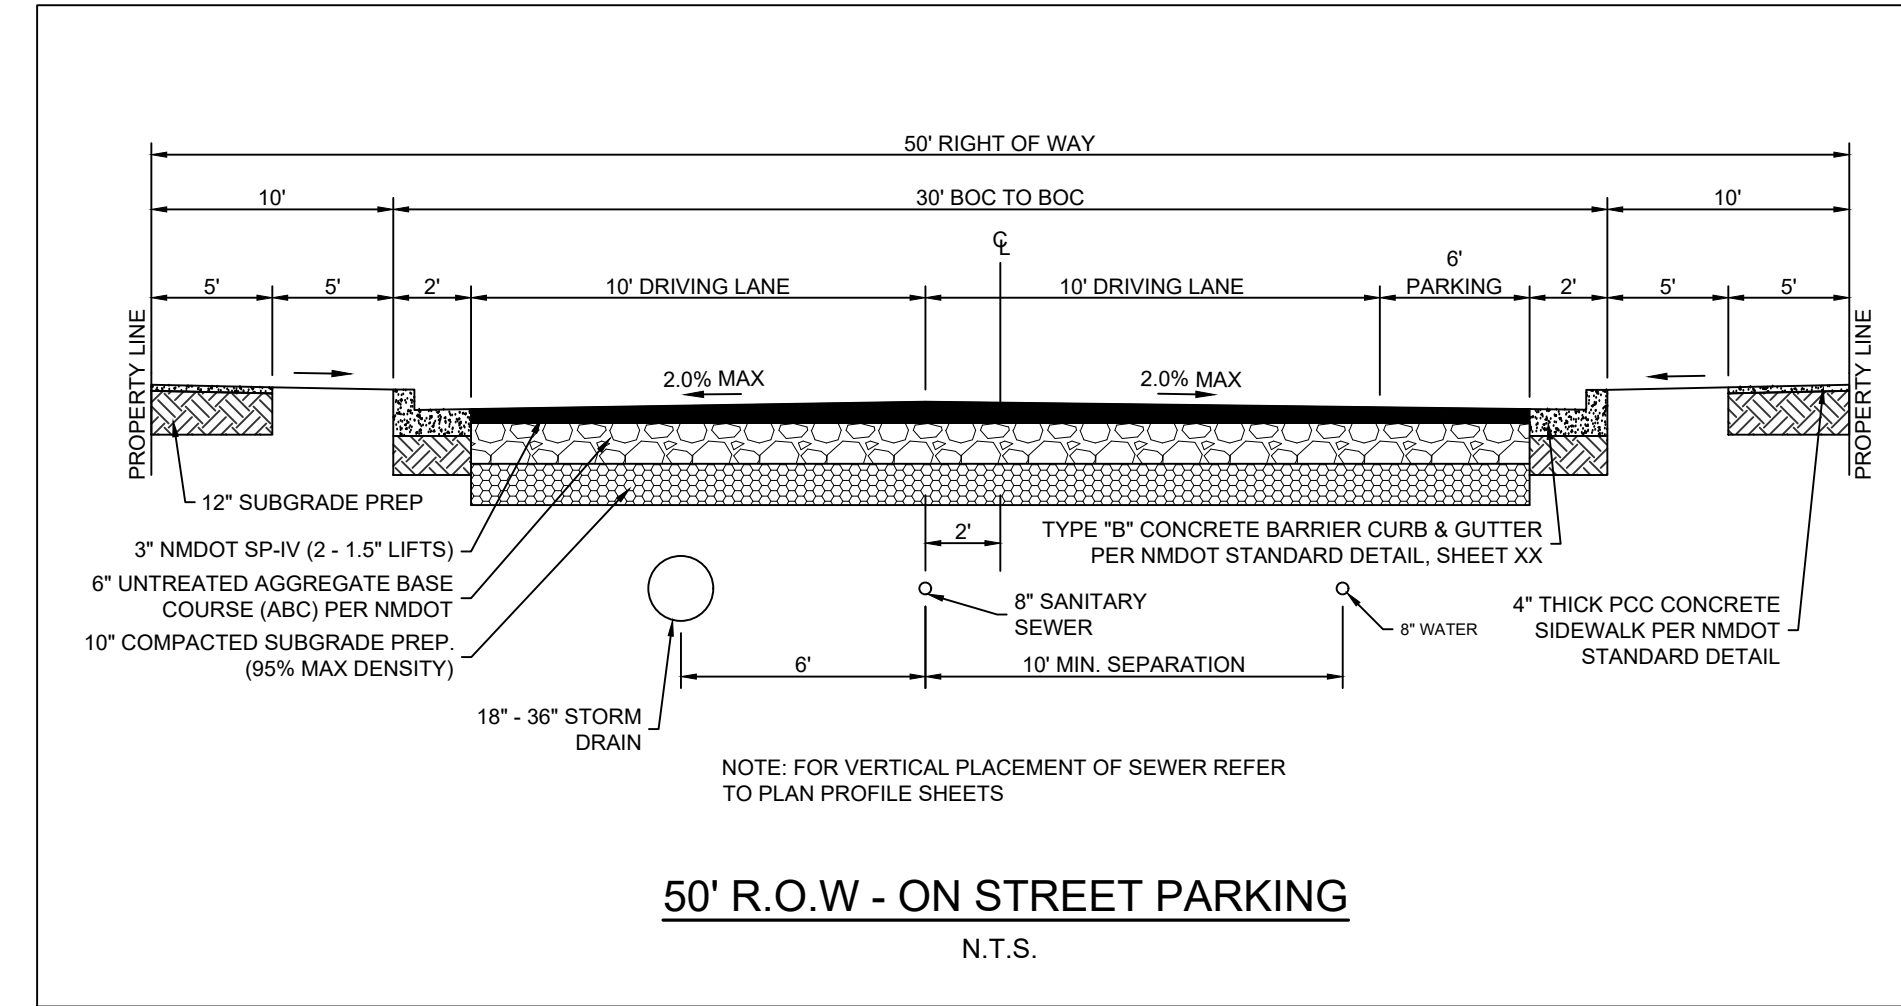 50' RIGHT OF WAY
10'
30' BOC TO BOC
10'
℄
5'
5'
2'
10' DRIVING LANE
10' DRIVING LANE
6'
PARKING
2'
5'
5'
PROPERTY LINE
2.0% MAX
2.0% MAX
PROPERTY LINE
12" SUBGRADE PREP
3" NMDOT SP-IV (2 - 1.5" LIFTS)
6" UNTREATED AGGREGATE BASE
COURSE (ABC) PER NMDOT
10" COMPACTED SUBGRADE PREP.
(95% MAX DENSITY)
2'
TYPE "B" CONCRETE BARRIER CURB & GUTTER
PER NMDOT STANDARD DETAIL, SHEET XX
8" SANITARY
SEWER
8" WATER
4" THICK PCC CONCRETE
SIDEWALK PER NMDOT
STANDARD DETAIL
6'
10' MIN. SEPARATION
18" - 36" STORM
DRAIN
NOTE: FOR VERTICAL PLACEMENT OF SEWER REFER
TO PLAN PROFILE SHEETS
50' R.O.W - ON STREET PARKING
N.T.S.